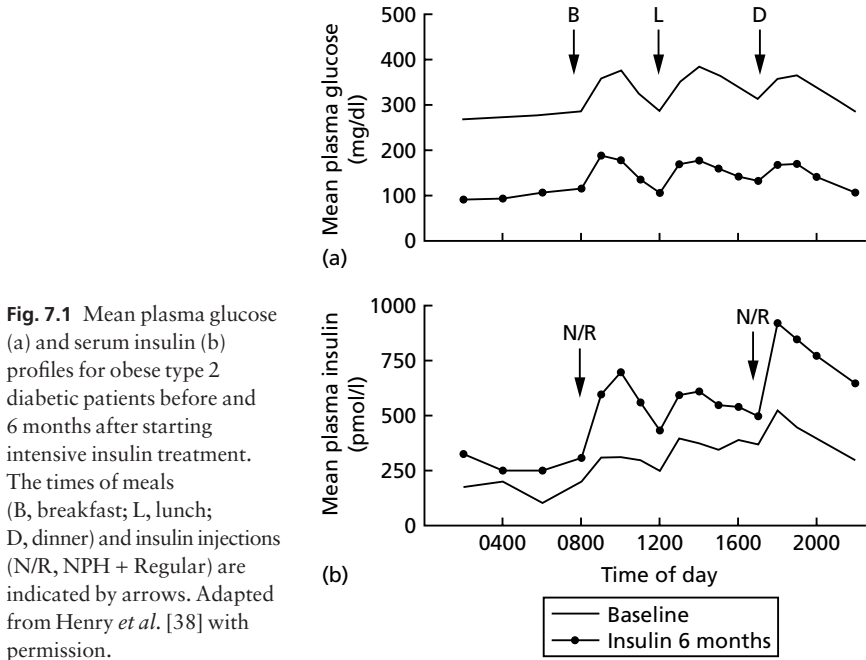 500
400
300
200
100
0
Mean plasma glucose
(mg/dl)
B
L
D
(a)
1000
750
500
250
0
Mean plasma insulin
(pmol/l)
N/R
N/R
0400
0800
1200
1600
2000
(b)
Time of day
Baseline
Insulin 6 months
Fig. 7.1 Mean plasma glucose
(a) and serum insulin (b)
profiles for obese type 2
diabetic patients before and
6 months after starting
intensive insulin treatment.
The times of meals
(B, breakfast; L, lunch;
D, dinner) and insulin injections
(N/R, NPH + Regular) are
indicated by arrows. Adapted
from Henry et al. [38] with
permission.